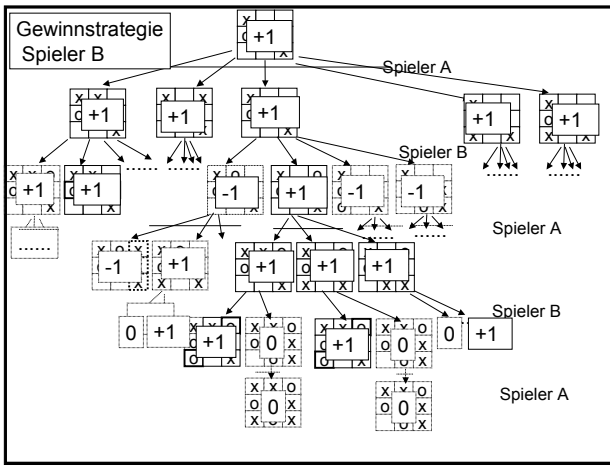 Gewinnstrategie
Spieler B
+1
Spieler A
+1 +1 +1 +1 +1
Spieler B
+1 +1 -1 +1 -1 -1
Spieler A
-1 +1 +1 +1 +1
Spieler B
0 +1 +1 0 +1 0 0 +1
Spieler A
0 0